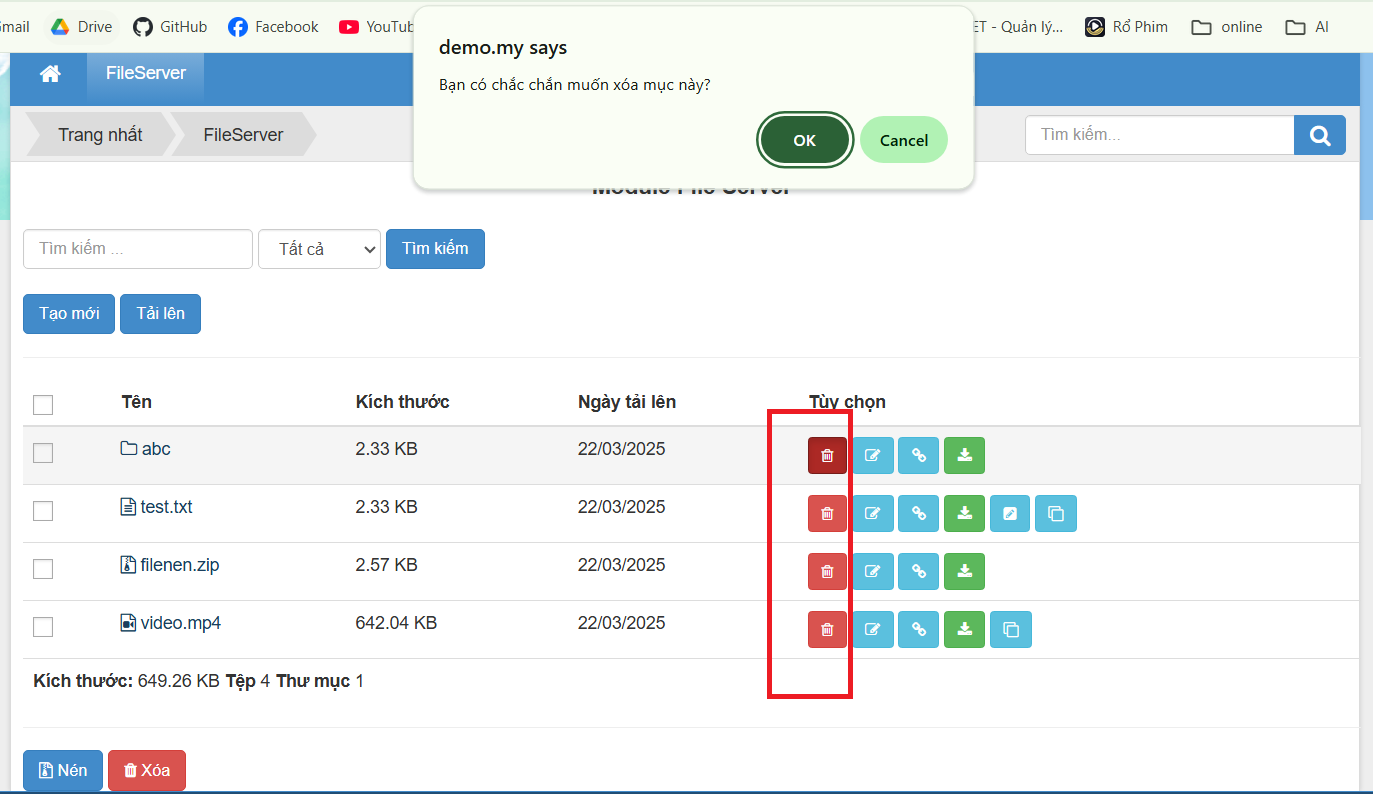 Drive GitHub Facebook
Quản lý... Rổ Phim online AI
demo.my says
Bạn có chắc chắn muốn xóa mục này?
OK Cancel
FileServer
Trang nhất FileServer Tìm kiếm...
Module File Server
Tìm kiếm ... Tất cả Tìm kiếm
Tạo mới Tải lên
Tên Kích thước Ngày tải lên Tùy chọn
abc 2.33 KB 22/03/2025
test.txt 2.33 KB 22/03/2025
filenen.zip 2.57 KB 22/03/2025
video.mp4 642.04 KB 22/03/2025
Kích thước: 649.26 KB Tệp 4 Thư mục 1
Nén Xóa